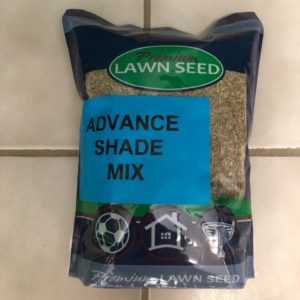 Premium
LAWN SEED
ADVANCE
SHADE
MIX
Premium LAWN SEED